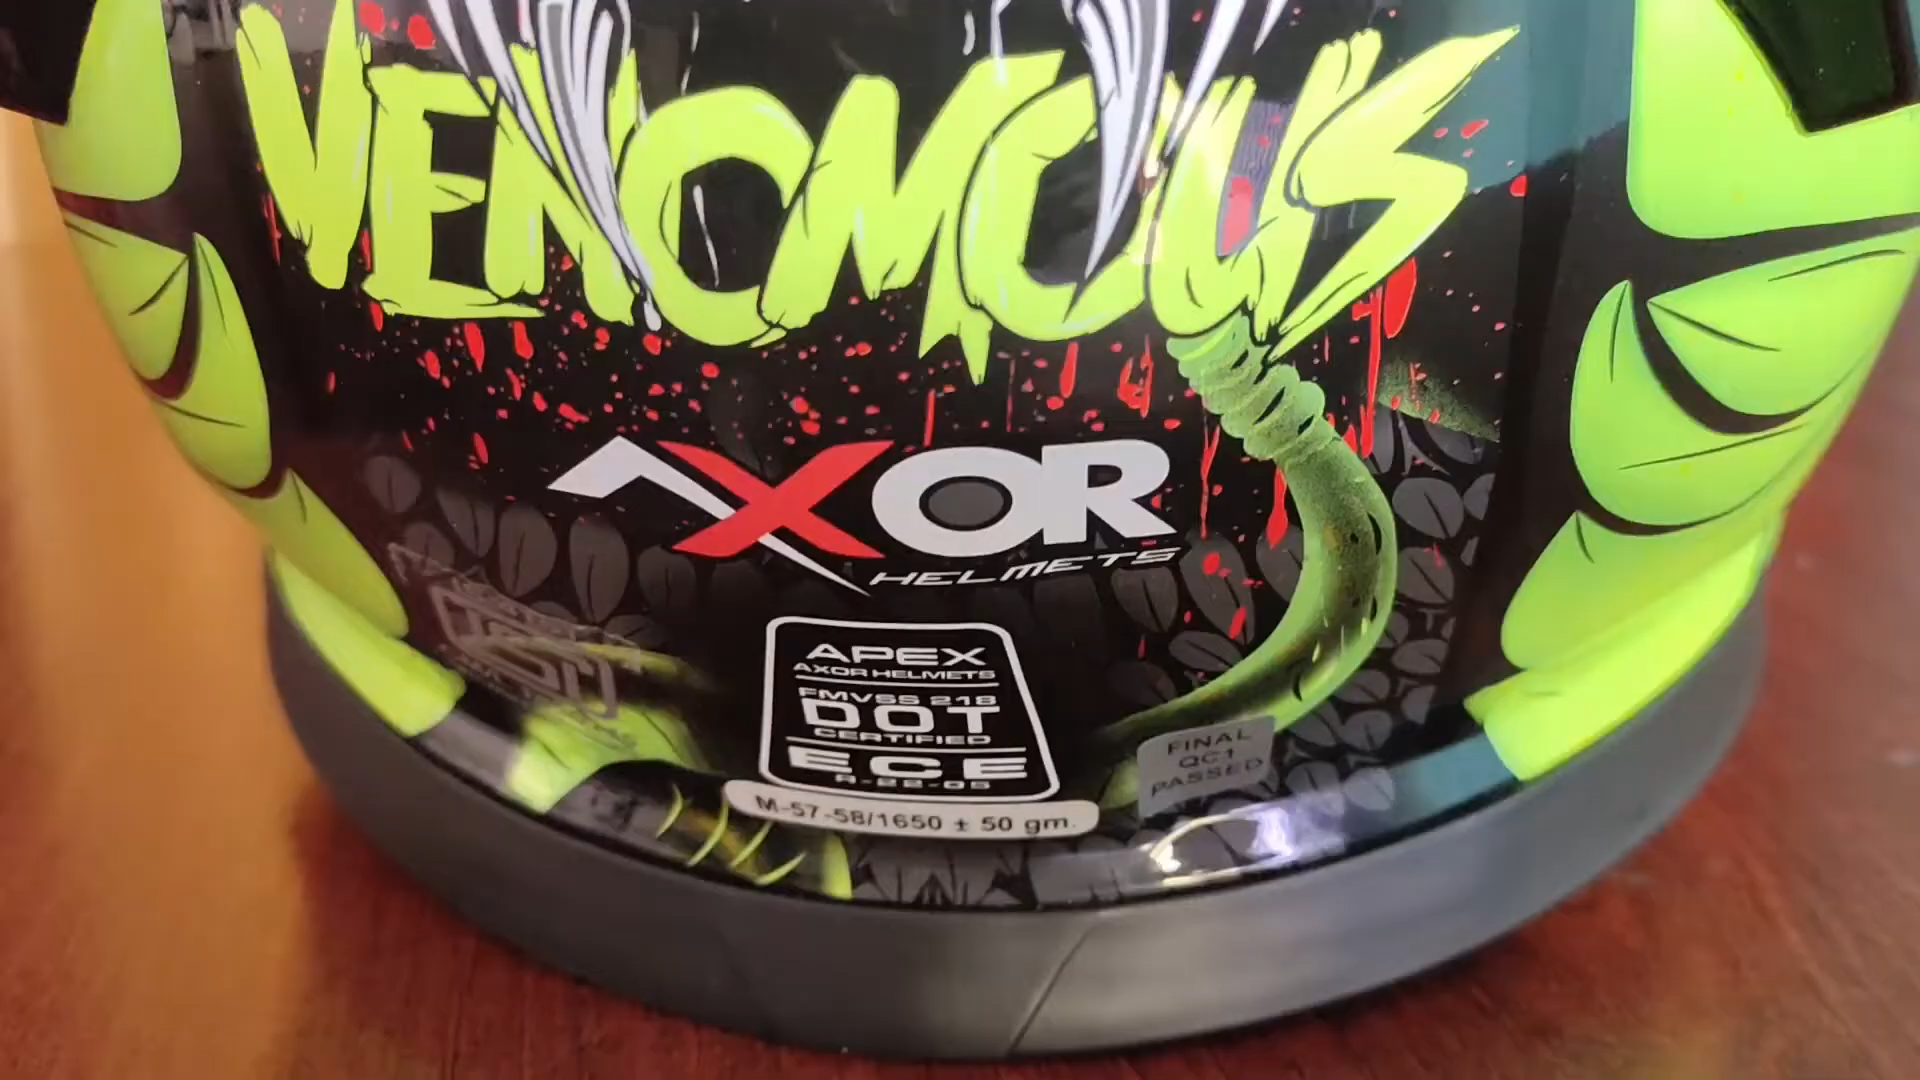 VENOMOUS
AXOR
HELMETS
APEX
AXOR HELMETS
FMVSS 218
DOT
CERTIFIED
ECE
R-22-05
M-57-58/1650 ± 50 gm.
FINAL
QC1
PASSED